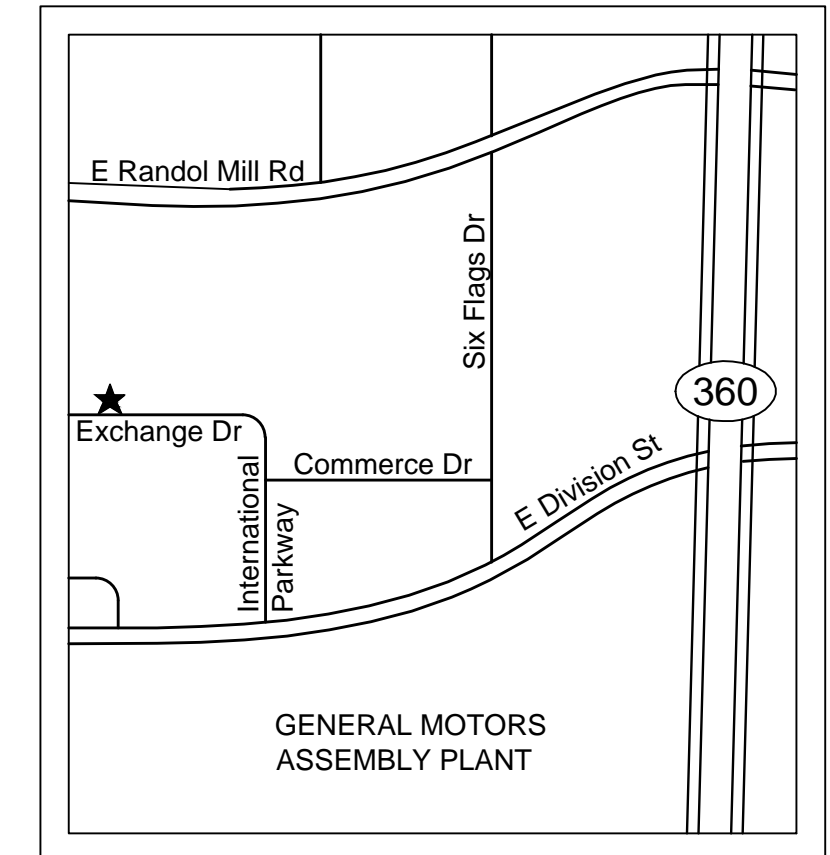 E Randol Mill Rd
Six Flags Dr
360
Exchange Dr
Commerce Dr
E Division St
International
Parkway
GENERAL MOTORS
ASSEMBLY PLANT